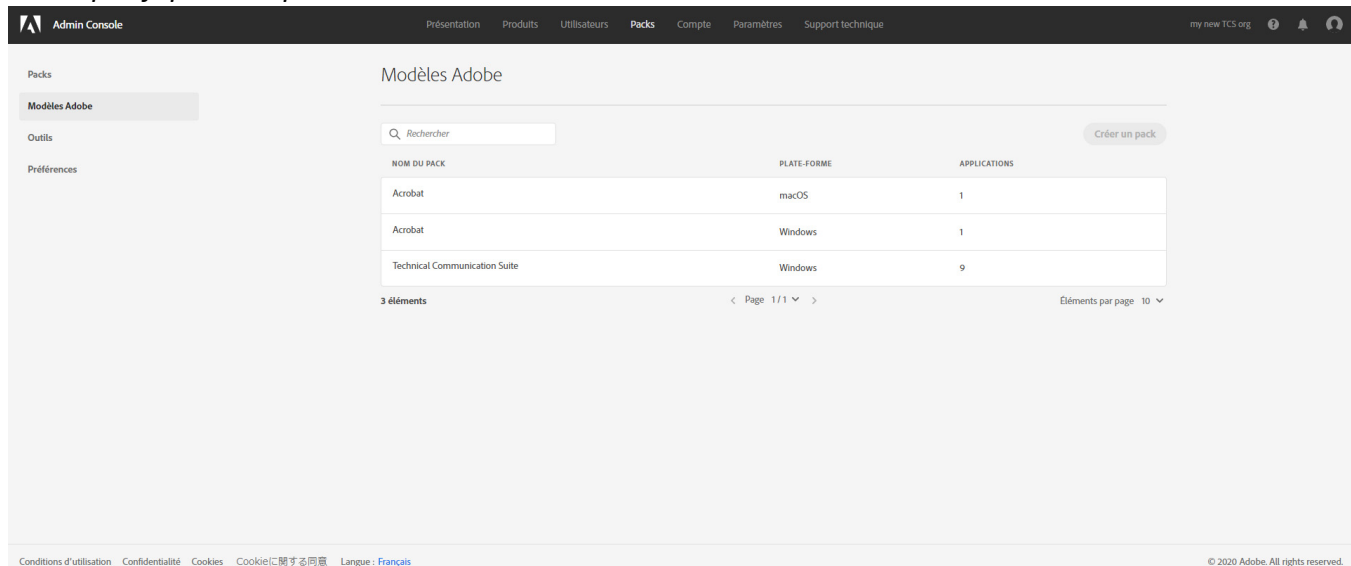 Admin Console Présentation Produits Utilisateurs Packs Compte Paramètres Support technique my new TCS org
Packs
Modèles Adobe
Outils
Préférences
Modèles Adobe
Rechercher
Créer un pack
NOM DU PACK PLATE-FORME APPLICATIONS
Acrobat macOS 1
Acrobat Windows 1
Technical Communication Suite Windows 9
3 éléments < Page 1 / 1 > Éléments par page 10
Conditions d'utilisation Confidentialité Cookies Cookieに関する同意 Langue : Français © 2020 Adobe. All rights reserved.